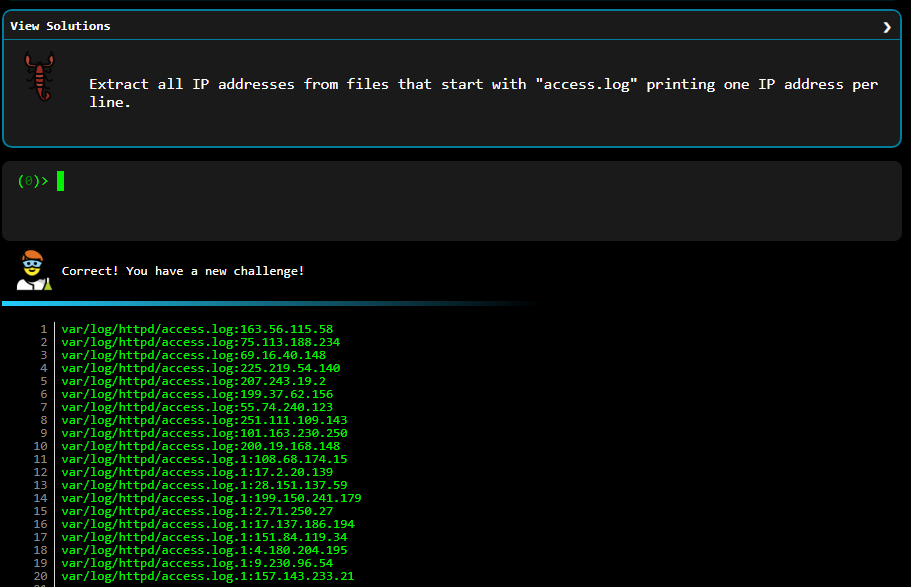 View Solutions ❯
Extract all IP addresses from files that start with "access.log" printing one IP address per
line.
(0)>
Correct! You have a new challenge!
1 var/log/httpd/access.log:163.56.115.58
2 var/log/httpd/access.log:75.113.188.234
3 var/log/httpd/access.log:69.16.40.148
4 var/log/httpd/access.log:225.219.54.140
5 var/log/httpd/access.log:207.243.19.2
6 var/log/httpd/access.log:199.37.62.156
7 var/log/httpd/access.log:55.74.240.123
8 var/log/httpd/access.log:251.111.109.143
9 var/log/httpd/access.log:101.163.230.250
10 var/log/httpd/access.log:200.19.168.148
11 var/log/httpd/access.log.1:108.68.174.15
12 var/log/httpd/access.log.1:17.2.20.139
13 var/log/httpd/access.log.1:28.151.137.59
14 var/log/httpd/access.log.1:199.150.241.179
15 var/log/httpd/access.log.1:2.71.250.27
16 var/log/httpd/access.log.1:17.137.186.194
17 var/log/httpd/access.log.1:151.84.119.34
18 var/log/httpd/access.log.1:4.180.204.195
19 var/log/httpd/access.log.1:9.230.96.54
20 var/log/httpd/access.log.1:157.143.233.21